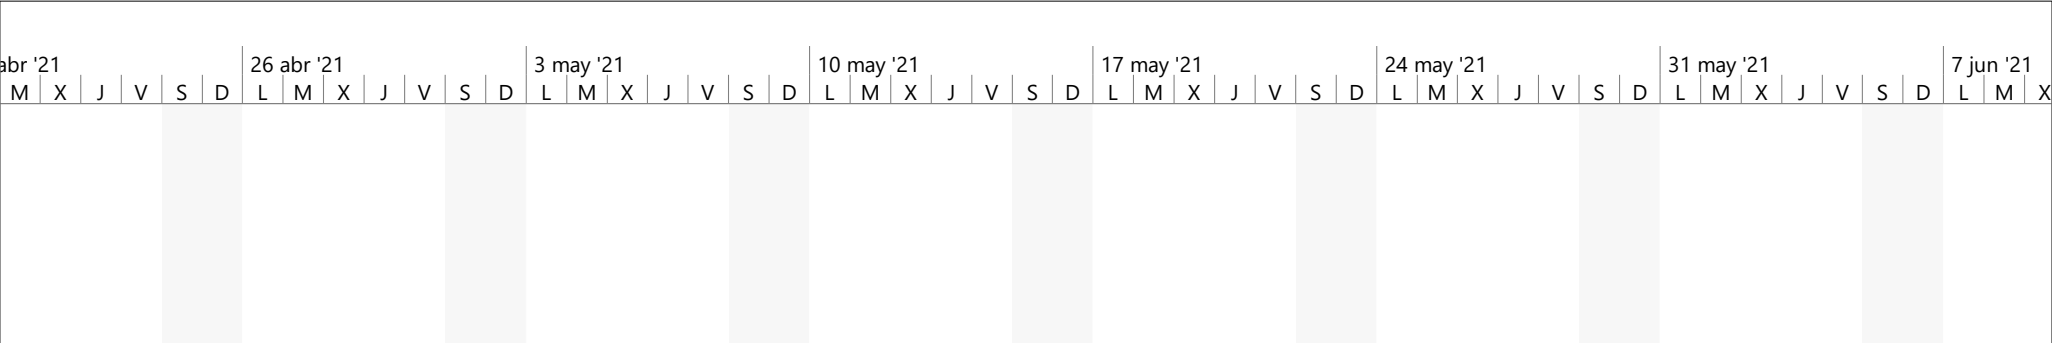 abr '21 26 abr '21 3 may '21 10 may '21 17 may '21 24 may '21 31 may '21 7 jun '21
M X J V S D L M X J V S D L M X J V S D L M X J V S D L M X J V S D L M X J V S D L M X J V S D L M X